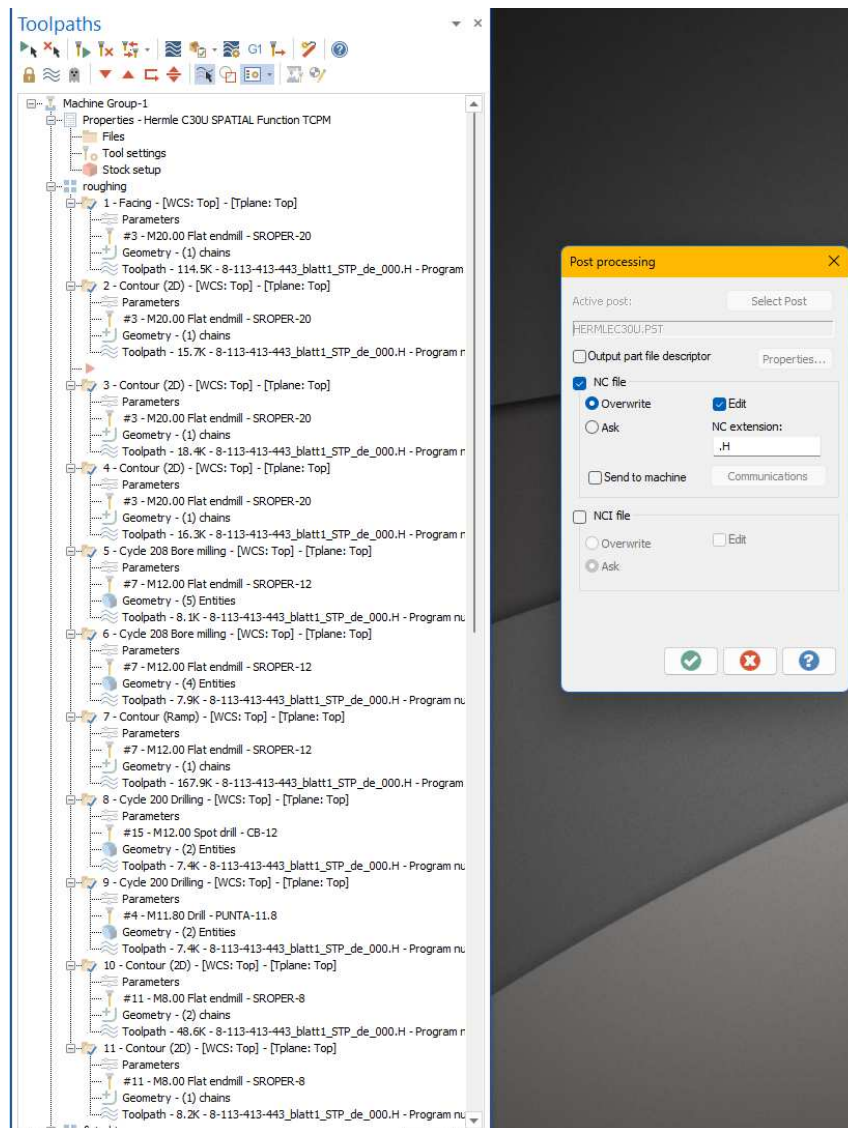 Toolpaths
G1
Machine Group-1
Properties - Hermle C30U SPATIAL Function TCPM
Files
Tool settings
Stock setup
roughing
1 - Facing - [WCS: Top] - [Tplane: Top]
Parameters
#3 - M20.00 Flat endmill - SROPER-20
Geometry - (1) chains
Toolpath - 114.5K - 8-113-413-443_blatt1_STP_de_000.H - Program
2 - Contour (2D) - [WCS: Top] - [Tplane: Top]
Parameters
#3 - M20.00 Flat endmill - SROPER-20
Geometry - (1) chains
Toolpath - 15.7K - 8-113-413-443_blatt1_STP_de_000.H - Program n
3 - Contour (2D) - [WCS: Top] - [Tplane: Top]
Parameters
#3 - M20.00 Flat endmill - SROPER-20
Geometry - (1) chains
Toolpath - 18.4K - 8-113-413-443_blatt1_STP_de_000.H - Program n
4 - Contour (2D) - [WCS: Top] - [Tplane: Top]
Parameters
#3 - M20.00 Flat endmill - SROPER-20
Geometry - (1) chains
Toolpath - 16.3K - 8-113-413-443_blatt1_STP_de_000.H - Program n
5 - Cycle 208 Bore milling - [WCS: Top] - [Tplane: Top]
Parameters
#7 - M12.00 Flat endmill - SROPER-12
Geometry - (5) Entities
Toolpath - 8.1K - 8-113-413-443_blatt1_STP_de_000.H - Program nu
6 - Cycle 208 Bore milling - [WCS: Top] - [Tplane: Top]
Parameters
#7 - M12.00 Flat endmill - SROPER-12
Geometry - (4) Entities
Toolpath - 7.9K - 8-113-413-443_blatt1_STP_de_000.H - Program nu
7 - Contour (Ramp) - [WCS: Top] - [Tplane: Top]
Parameters
#7 - M12.00 Flat endmill - SROPER-12
Geometry - (1) chains
Toolpath - 167.9K - 8-113-413-443_blatt1_STP_de_000.H - Program
8 - Cycle 200 Drilling - [WCS: Top] - [Tplane: Top]
Parameters
#15 - M12.00 Spot drill - CB-12
Geometry - (2) Entities
Toolpath - 7.4K - 8-113-413-443_blatt1_STP_de_000.H - Program nu
9 - Cycle 200 Drilling - [WCS: Top] - [Tplane: Top]
Parameters
#4 - M11.80 Drill - PUNTA-11.8
Geometry - (2) Entities
Toolpath - 7.4K - 8-113-413-443_blatt1_STP_de_000.H - Program nu
10 - Contour (2D) - [WCS: Top] - [Tplane: Top]
Parameters
#11 - M8.00 Flat endmill - SROPER-8
Geometry - (2) chains
Toolpath - 48.6K - 8-113-413-443_blatt1_STP_de_000.H - Program n
11 - Contour (2D) - [WCS: Top] - [Tplane: Top]
Parameters
#11 - M8.00 Flat endmill - SROPER-8
Geometry - (1) chains
Toolpath - 8.2K - 8-113-413-443_blatt1_STP_de_000.H - Program nu
Post processing
Active post:
Select Post
HERMLEC30U.PST
Output part file descriptor
Properties...
NC file
Overwrite
Edit
Ask
NC extension:
.H
Send to machine
Communications
NCI file
Overwrite
Edit
Ask